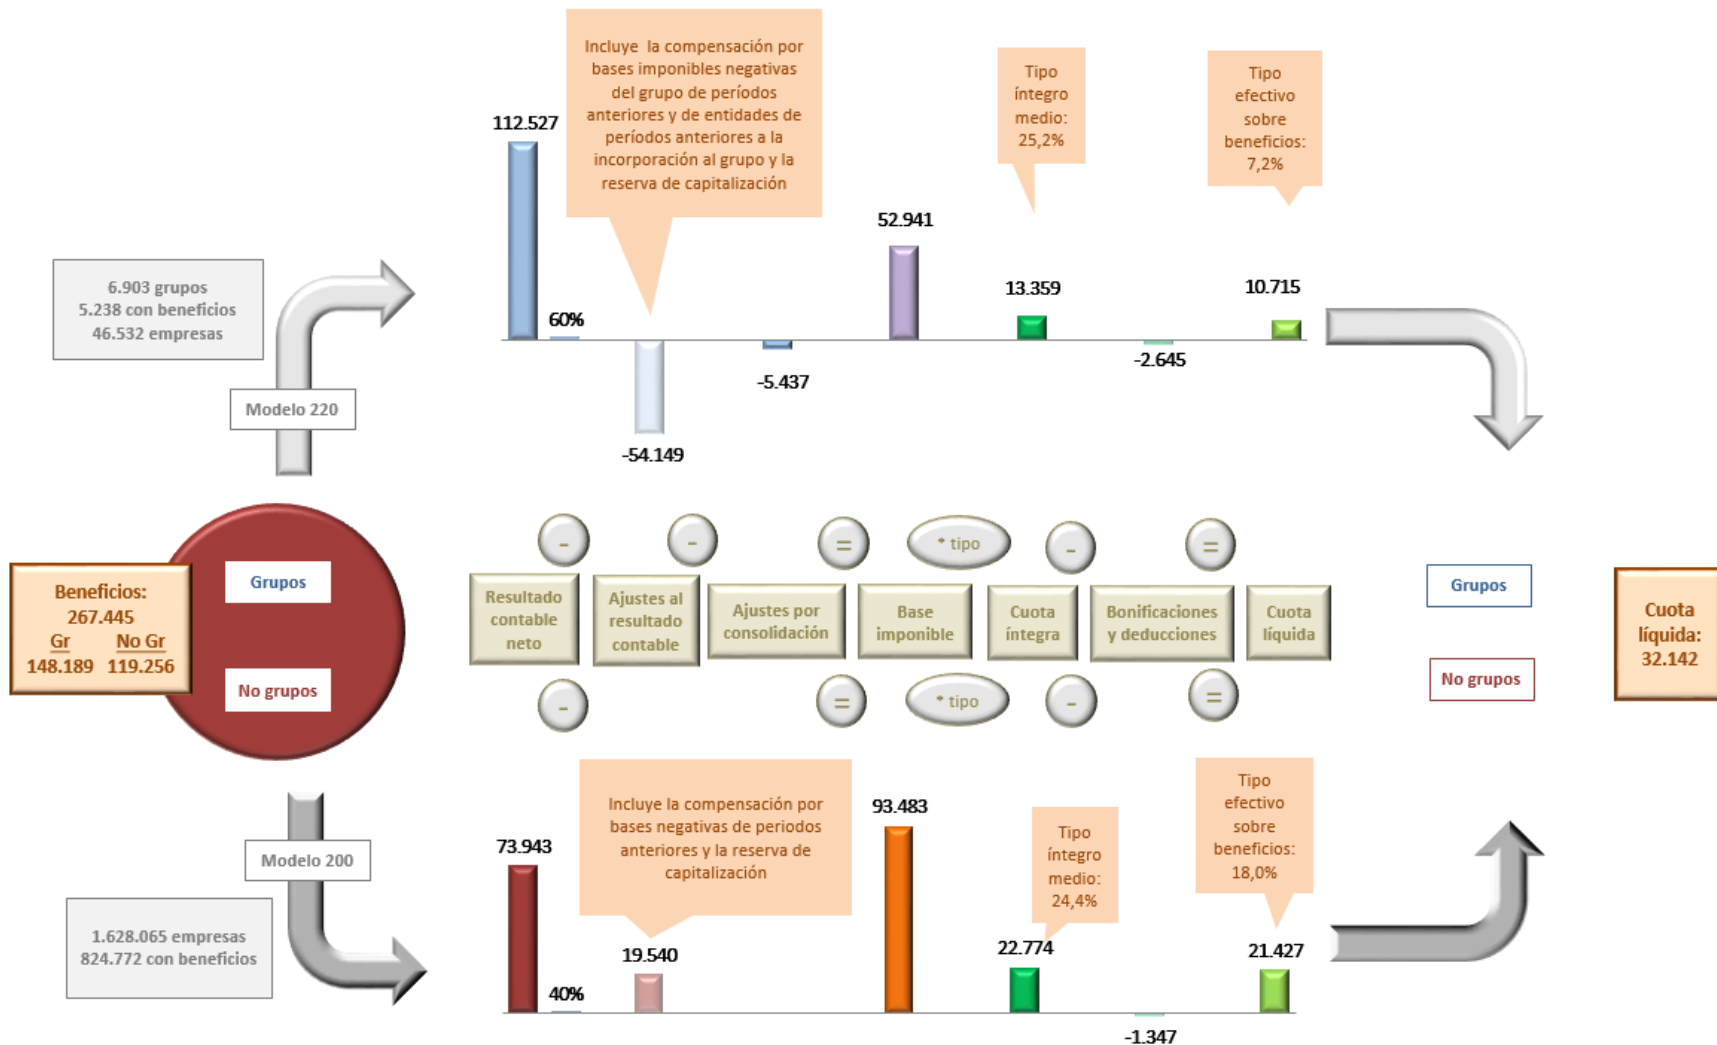 Incluye la compensación por
bases imponibles negativas
del grupo de períodos
anteriores y de entidades de
períodos anteriores a la
incorporación al grupo y la
reserva de capitalización
Tipo
íntegro
medio:
25,2%
Tipo
efectivo
sobre
beneficios:
7,2%
112.527
60%
-54.149
-5.437
52.941
13.359
-2.645
10.715
6.903 grupos
5.238 con beneficios
46.532 empresas
Modelo 220
Beneficios:
267.445
Gr No Gr
148.189 119.256
Grupos
No grupos
- - = * tipo - =
Resultado
contable
neto
Ajustes al
resultado
contable
Ajustes por
consolidación
Base
imponible
Cuota
íntegra
Bonificaciones
y deducciones
Cuota
líquida
- = * tipo - =
Grupos
No grupos
Cuota
líquida:
32.142
Modelo 200
1.628.065 empresas
824.772 con beneficios
Incluye la compensación por
bases negativas de periodos
anteriores y la reserva de
capitalización
Tipo
íntegro
medio:
24,4%
Tipo
efectivo
sobre
beneficios:
18,0%
73.943
40%
19.540
93.483
22.774
-1.347
21.427